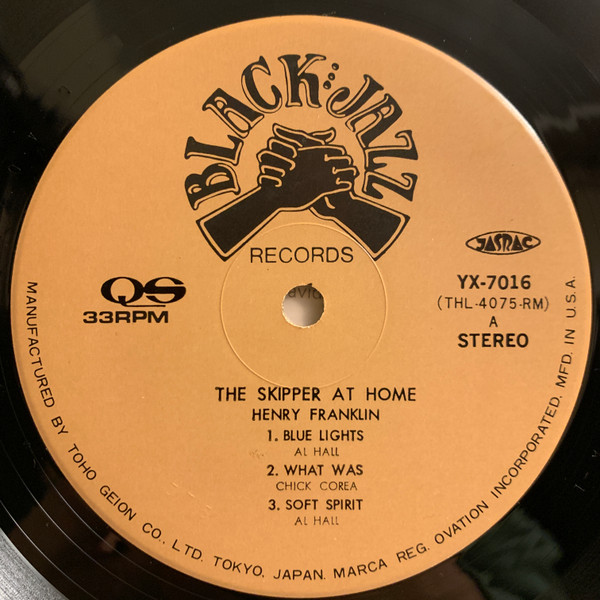 BLACK JAZZ
RECORDS
JASRAC
QS
33RPM
YX-7016
(THL-4075-RM)
A
STEREO
THE SKIPPER AT HOME
HENRY FRANKLIN
1. BLUE LIGHTS
AL HALL
2. WHAT WAS
CHICK COREA
3. SOFT SPIRIT
AL HALL
MANUFACTURED BY TOHO GEION CO., LTD. TOKYO, JAPAN. MARCA REG. OVATION INCORPORATED. MFD. IN U.S.A.